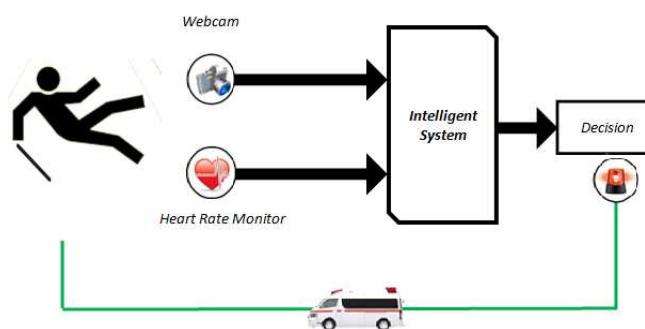 Webcam
Intelligent
System
Decision
Heart Rate Monitor